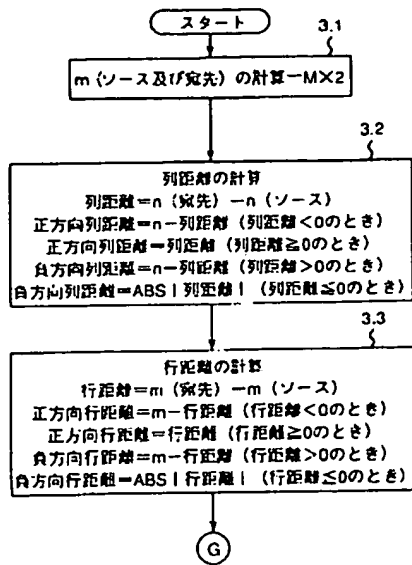 スタート
3.1
m (ソース及び宛先) の計算－M×2
3.2
列距離の計算
列距離=n (宛先) －n (ソース)
正方向列距離=n－列距離 (列距離<0のとき)
正方向列距離=列距離 (列距離≧0のとき)
負方向列距離=n－列距離 (列距離>0のとき)
負方向列距離=ABS | 列距離 | (列距離≦0のとき)
3.3
行距離の計算
行距離=m (宛先) －m (ソース)
正方向行距離=m－行距離 (行距離<0のとき)
正方向行距離=行距離 (行距離≧0のとき)
負方向行距離=m－行距離 (行距離>0のとき)
負方向行距離=ABS | 行距離 | (行距離≦0のとき)
G